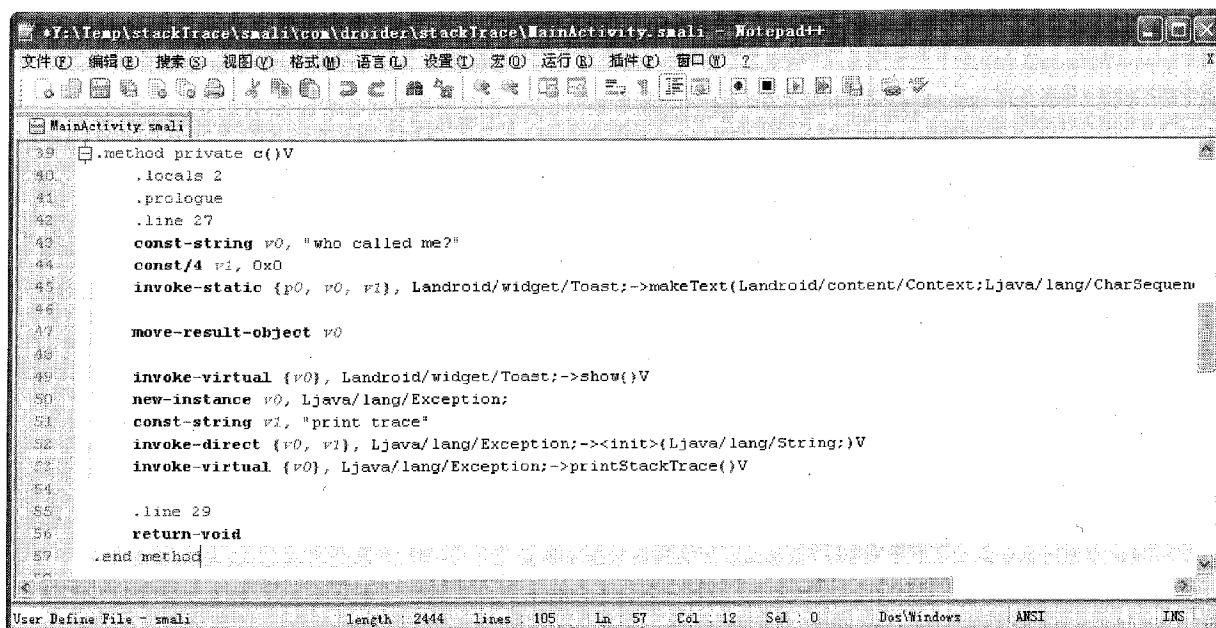 *Y:\Temp\stackTrace\smali\com\droider\stackTrace\MainActivity.smali - Notepad++
文件(F) 编辑(E) 搜索(S) 视图(V) 格式(M) 语言(L) 设置(T) 宏(O) 运行(R) 插件(P) 窗口(W) ? X
MainActivity.smali
39 .method private c()V
40 .locals 2
41 .prologue
42 .line 27
43 const-string v0, "who called me?"
44 const/4 v1, 0x0
45 invoke-static {p0, v0, v1}, Landroid/widget/Toast;->makeText(Landroid/content/Context;Ljava/lang/CharSequen
46
47 move-result-object v0
48
49 invoke-virtual {v0}, Landroid/widget/Toast;->show()V
50 new-instance v0, Ljava/lang/Exception;
51 const-string v1, "print trace"
52 invoke-direct {v0, v1}, Ljava/lang/Exception;-><init>(Ljava/lang/String;)V
53 invoke-virtual {v0}, Ljava/lang/Exception;->printStackTrace()V
54
55 .line 29
56 return-void
57 .end method
User Define File - smali length : 2444 lines : 105 Ln : 57 Col : 12 Sel : 0 Dos\Windows ANSI INS